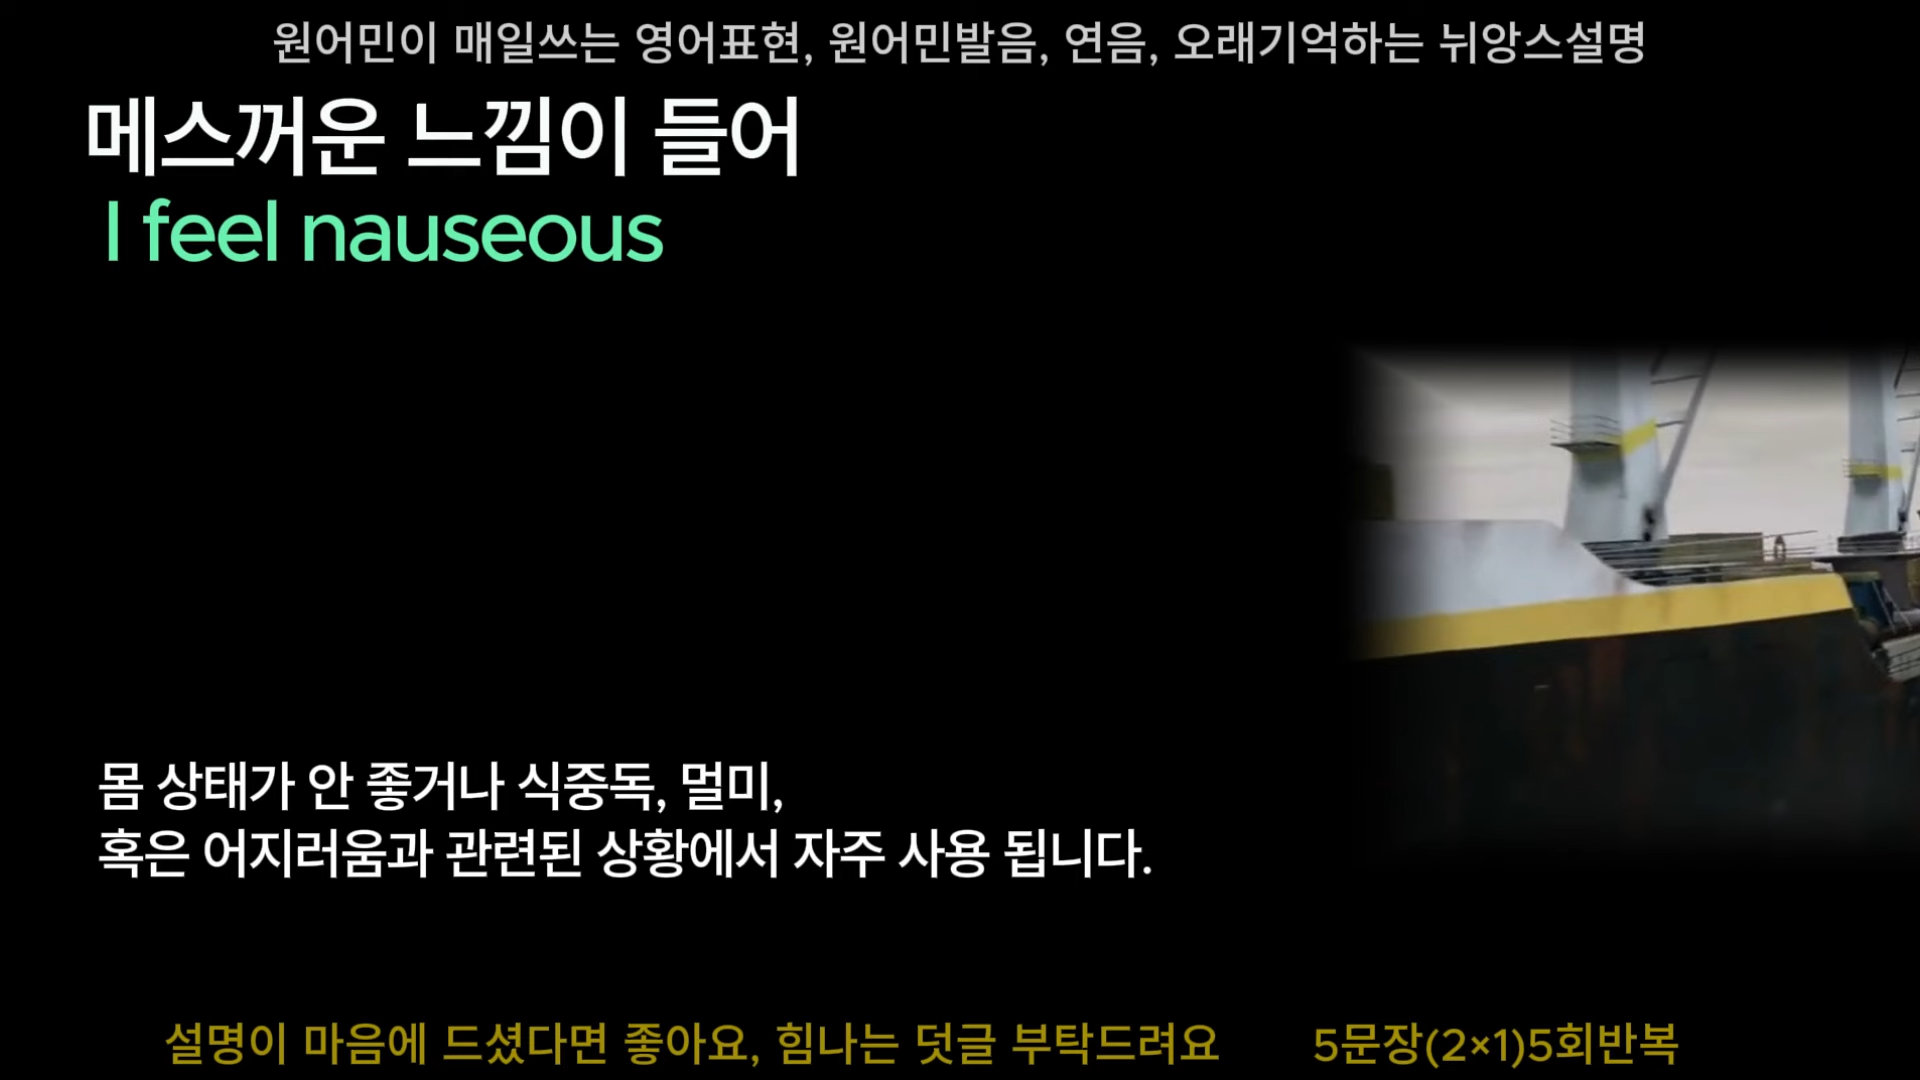 원어민이 매일쓰는 영어표현, 원어민발음, 연음, 오래기억하는 뉘앙스설명
메스꺼운 느낌이 들어
I feel nauseous
몸 상태가 안 좋거나 식중독, 멀미,
혹은 어지러움과 관련된 상황에서 자주 사용 됩니다.
설명이 마음에 드셨다면 좋아요, 힘나는 덧글 부탁드려요 5문장(2×1)5회반복